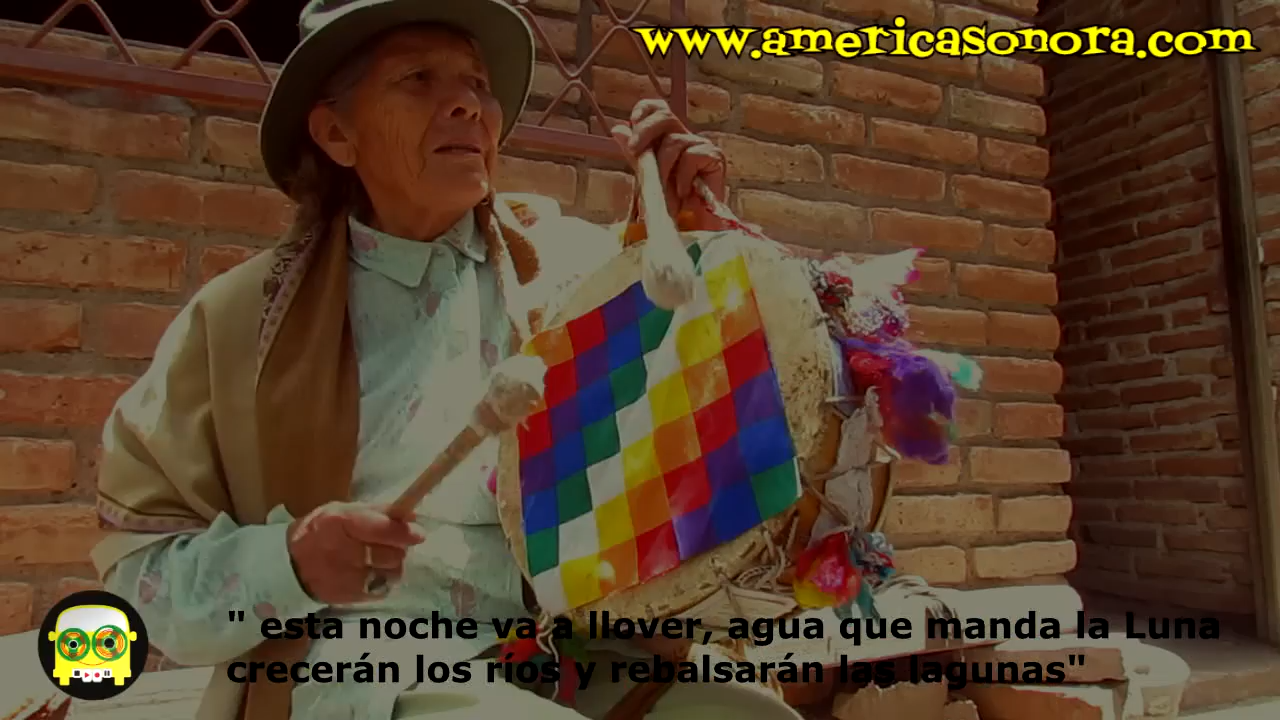 www.americasonora.com
" esta noche va a llover, agua que manda la Luna
crecerán los ríos y rebalsarán las lagunas"